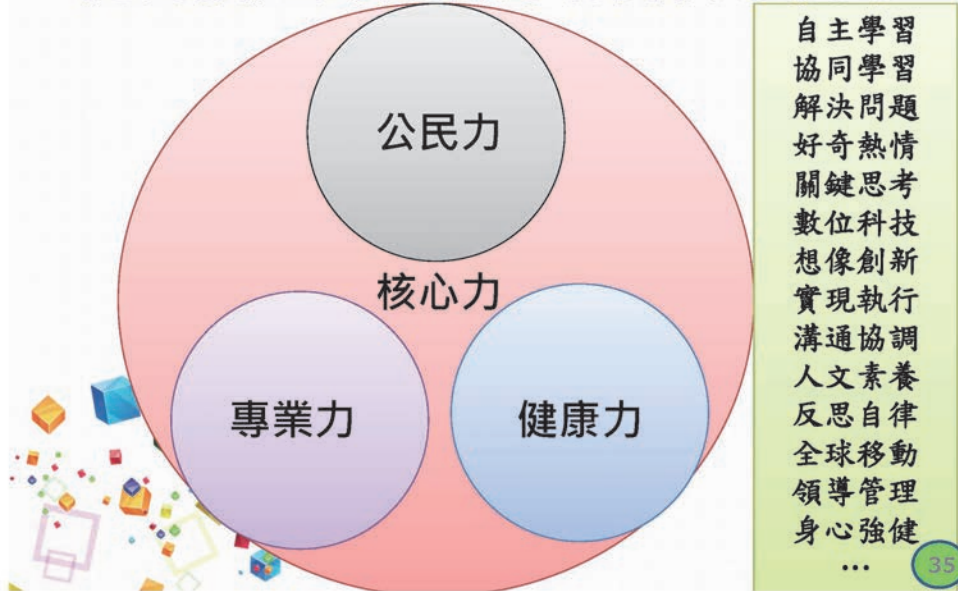 公民力
核心力
專業力
健康力
自主學習
協同學習
解決問題
好奇熱情
關鍵思考
數位科技
想像創新
實現執行
溝通協調
人文素養
反思自律
全球移動
領導管理
身心強健
...
35